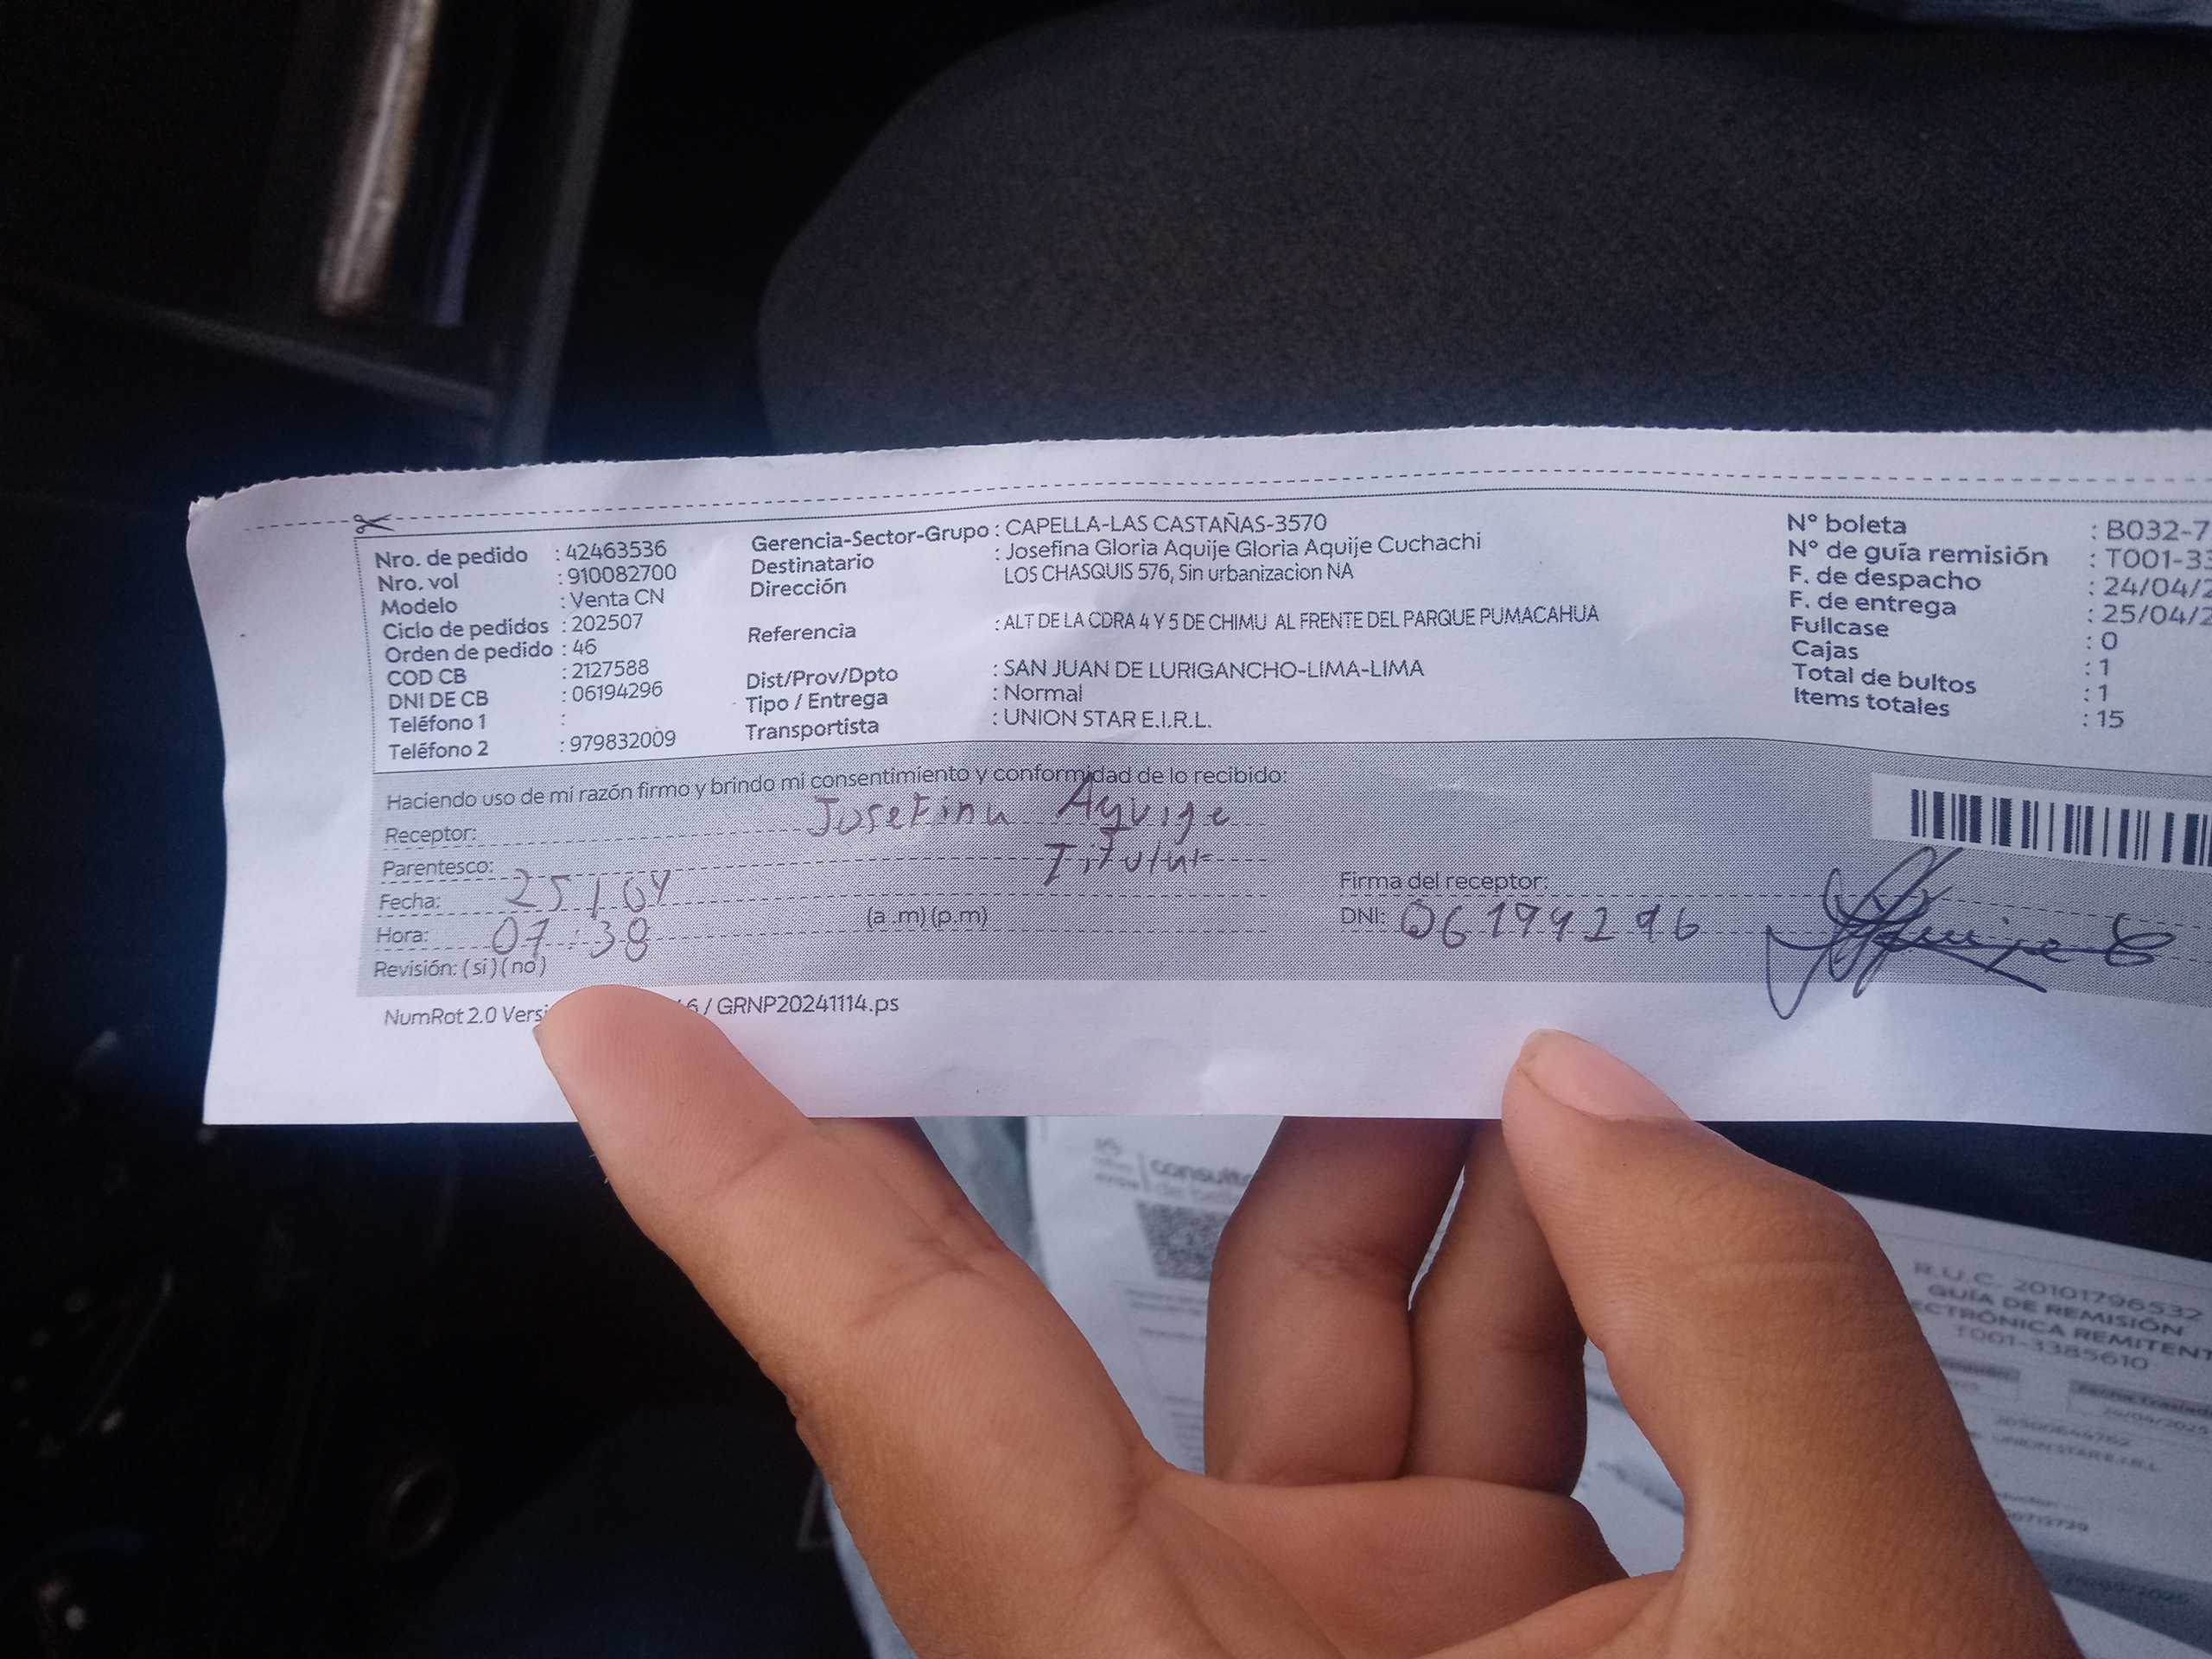 Nro. de pedido : 42463536
Nro. vol : 910082700
Modelo : Venta CN
Ciclo de pedidos : 202507
Orden de pedido : 46
COD CB : 2127588
DNI DE CB : 06194296
Teléfono 1 :
Teléfono 2 : 979832009
Gerencia-Sector-Grupo : CAPELLA-LAS CASTAÑAS-3570
Destinatario : Josefina Gloria Aquije Gloria Aquije Cuchachi
Dirección LOS CHASQUIS 576, Sin urbanizacion NA
Referencia : ALT DE LA CDRA 4 Y 5 DE CHIMU AL FRENTE DEL PARQUE PUMACAHUA
Dist/Prov/Dpto : SAN JUAN DE LURIGANCHO-LIMA-LIMA
Tipo / Entrega : Normal
Transportista : UNION STAR E.I.R.L.
N° boleta : B032-7
N° de guía remisión : T001-33
F. de despacho : 24/04/2
F. de entrega : 25/04/2
Fullcase : 0
Cajas : 1
Total de bultos : 1
Items totales : 15
Haciendo uso de mi razón firmo y brindo mi consentimiento y conformidad de lo recibido:
Receptor: Josefina Aquije
Parentesco: Titular
Fecha: 25/04
Hora: 07:38 (a .m) (p.m)
Revisión: (si) (no)
Firma del receptor:
DNI: 06194296
Aquije C
NumRot 2.0 Versi 6 / GRNP20241114.ps
consulto
R.U.C. 20101796532
GUÍA DE REMISIÓN
ECTRÓNICA REMITENT
T001-3385610
UNION STAR E.I.R.L.